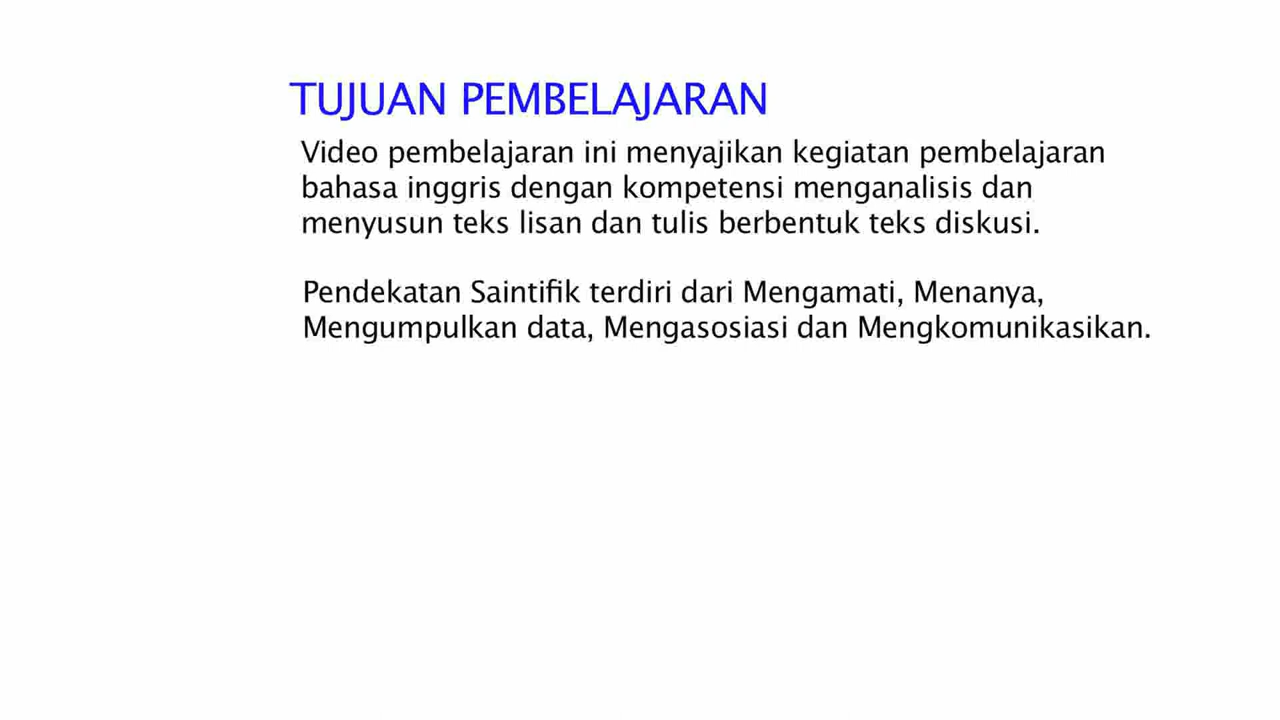 TUJUAN PEMBELAJARAN
Video pembelajaran ini menyajikan kegiatan pembelajaran
bahasa inggris dengan kompetensi menganalisis dan
menyusun teks lisan dan tulis berbentuk teks diskusi.
Pendekatan Saintifik terdiri dari Mengamati, Menanya,
Mengumpulkan data, Mengasosiasi dan Mengkomunikasikan.